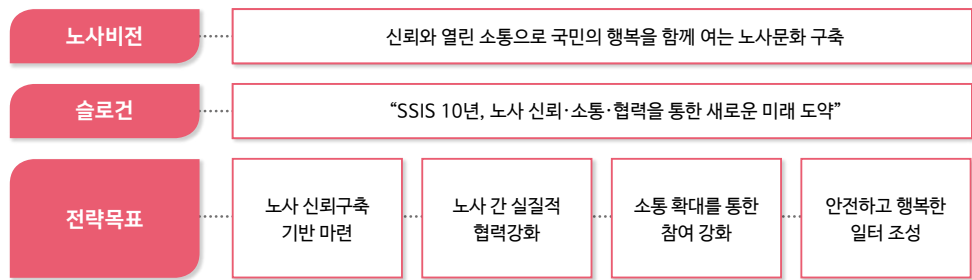 노사비전
신뢰와 열린 소통으로 국민의 행복을 함께 여는 노사문화 구축
슬로건
“SSIS 10년, 노사 신뢰·소통·협력을 통한 새로운 미래 도약”
전략목표
노사 신뢰구축
기반 마련
노사 간 실질적
협력강화
소통 확대를 통한
참여 강화
안전하고 행복한
일터 조성